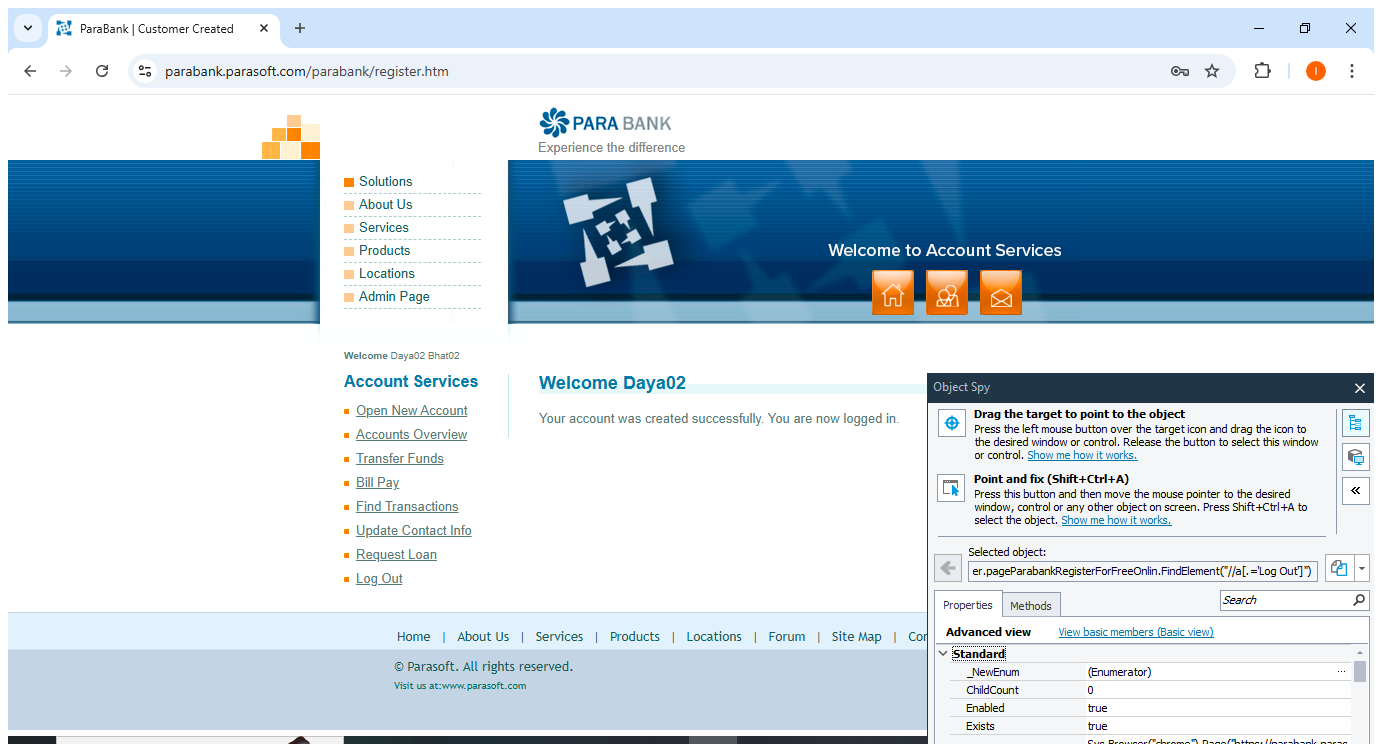 ParaBank | Customer Created
parabank.parasoft.com/parabank/register.htm
I
PARA BANK
Experience the difference
Solutions
About Us
Services
Products
Locations
Admin Page
Welcome to Account Services
Welcome Daya02 Bhat02
Account Services
Open New Account
Accounts Overview
Transfer Funds
Bill Pay
Find Transactions
Update Contact Info
Request Loan
Log Out
Welcome Daya02
Your account was created successfully. You are now logged in.
Home | About Us | Services | Products | Locations | Forum | Site Map | Con
© Parasoft. All rights reserved.
Visit us at:www.parasoft.com
Object Spy
Drag the target to point to the object
Press the left mouse button over the target icon and drag the icon to
the desired window or control. Release the button to select this window
or control. Show me how it works.
Point and fix (Shift+Ctrl+A)
Press this button and then move the mouse pointer to the desired
window, control or any other object on screen. Press Shift+Ctrl+A to
select the object. Show me how it works.
Selected object:
er.pageParabankRegisterForFreeOnlin.FindElement("//a[.='Log Out']")
Properties
Methods
Search
Advanced view View basic members (Basic view)
Standard
_NewEnum (Enumerator) ...
ChildCount 0
Enabled true
Exists true
Sys.Browser("chrome").Page("https://parabank.paras